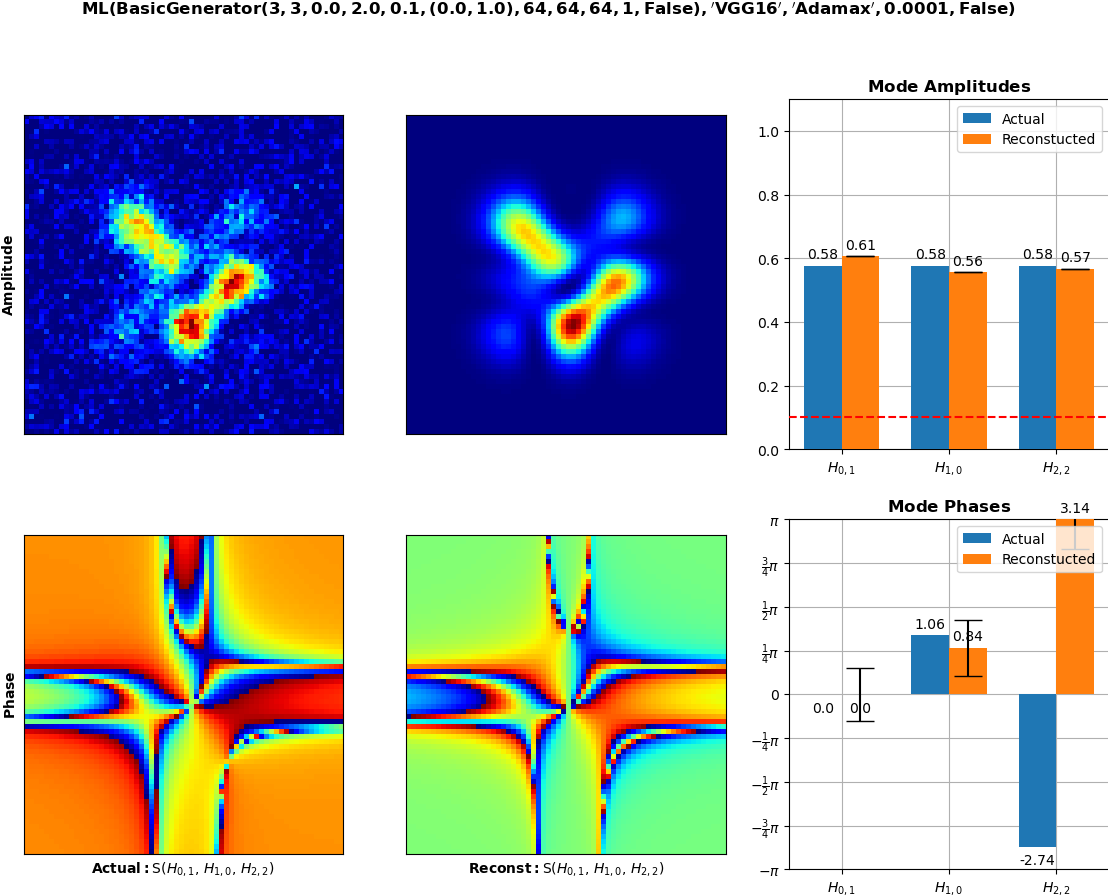 ML(BasicGenerator(3, 3, 0.0, 2.0, 0.1, (0.0, 1.0), 64, 64, 64, 1, False), ′VGG16′, ′Adamax′, 0.0001, False)
Amplitude
Mode Amplitudes
Actual
Reconstucted
1.0
0.8
0.6
0.4
0.2
0.0
0.58
0.61
0.58
0.56
0.58
0.57
H0, 1
H1, 0
H2, 2
Phase
Actual: S(H0, 1, H1, 0, H2, 2)
Reconst: S(H0, 1, H1, 0, H2, 2)
Mode Phases
Actual
Reconstucted
π
3/4π
1/2π
1/4π
0
−1/4π
−1/2π
−3/4π
−π
0.0
0.0
1.06
0.84
-2.74
3.14
H0, 1
H1, 0
H2, 2